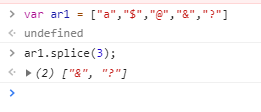 > var ar1 = ["a","$","@","&","?"]
< undefined
> ar1.splice(3);
< ▶ (2) ["&", "?"]
>